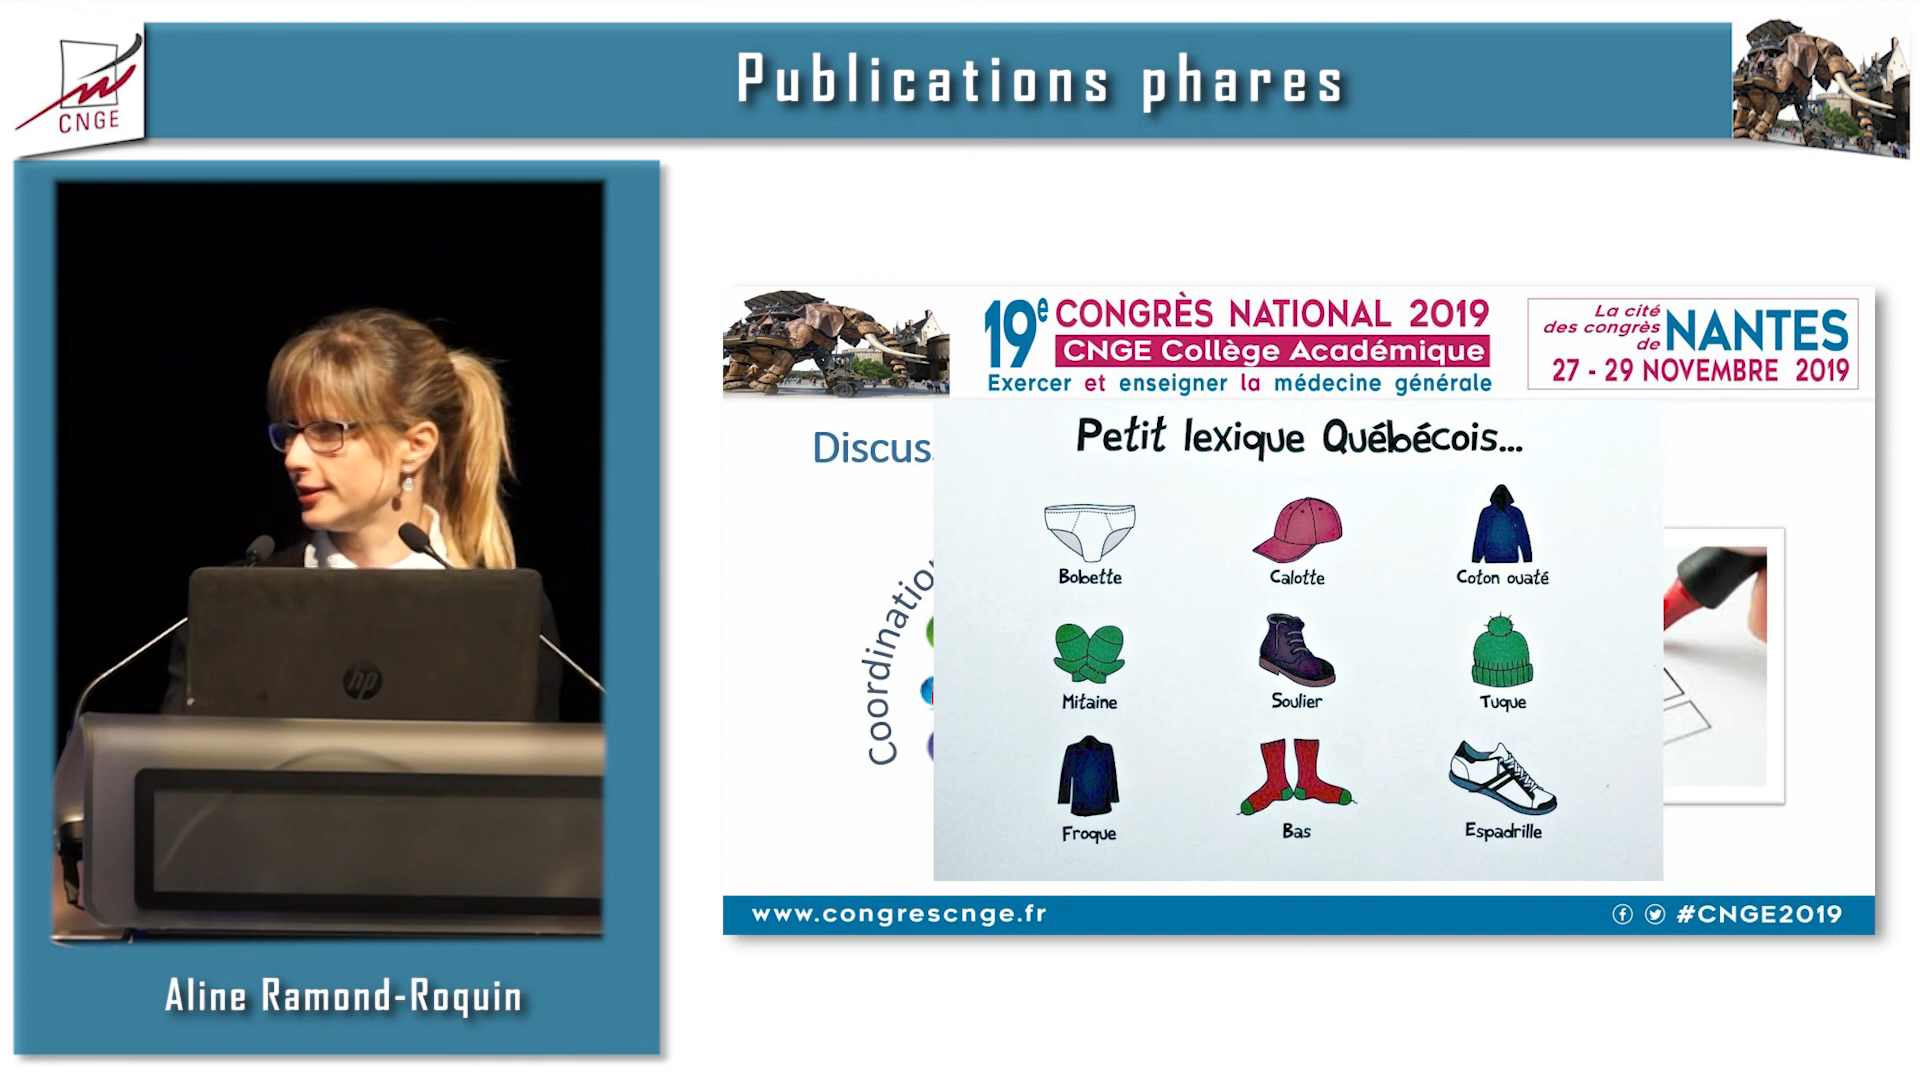 Publications phares
CNGE
Aline Ramond-Roquin
hp
19e CONGRÈS NATIONAL 2019
CNGE Collège Académique
Exercer et enseigner la médecine générale
La cité
des congrès
de NANTES
27 - 29 NOVEMBRE 2019
Discus
Coordination
Petit lexique Québécois...
Bobette Calotte Coton ouaté
Mitaine Soulier Tuque
Froque Bas Espadrille
www.congrescnge.fr
#CNGE2019